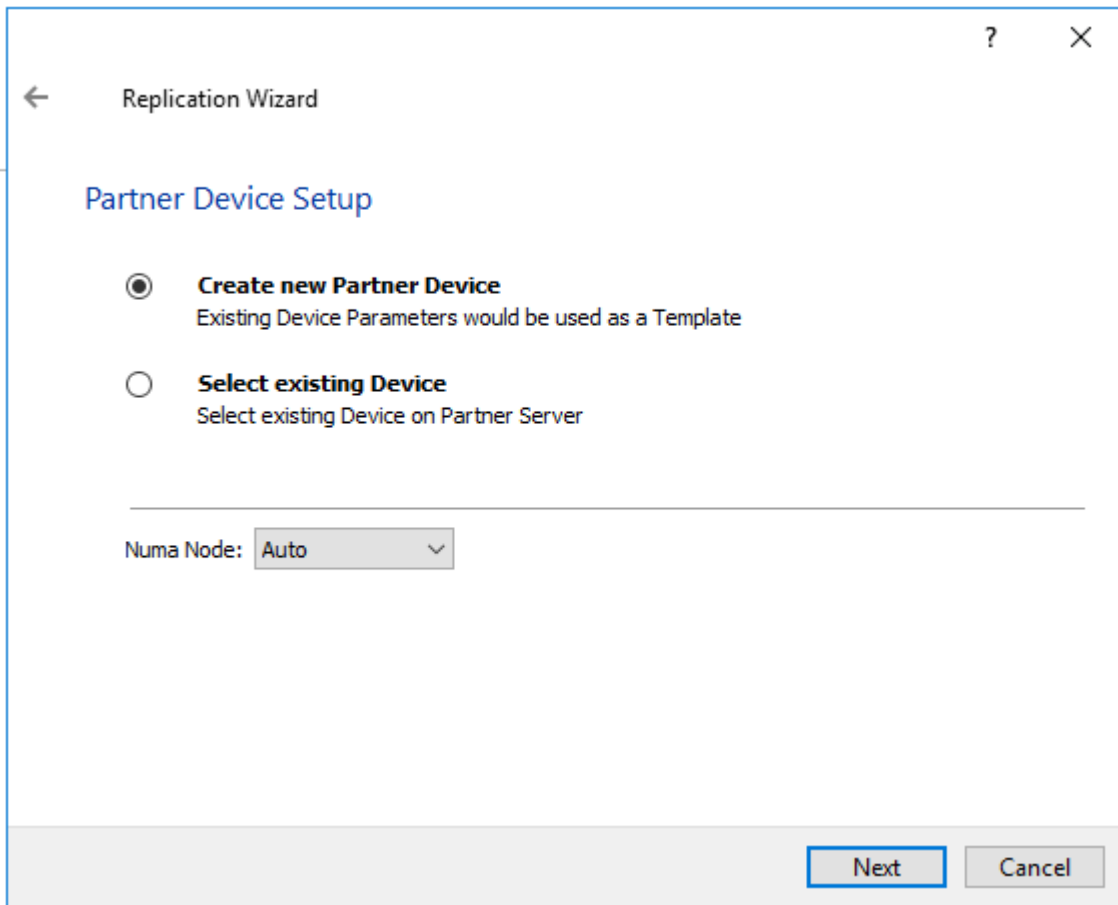 ?
Replication Wizard
Partner Device Setup
Create new Partner Device
Existing Device Parameters would be used as a Template
Select existing Device
Select existing Device on Partner Server
Numa Node: Auto
Next Cancel